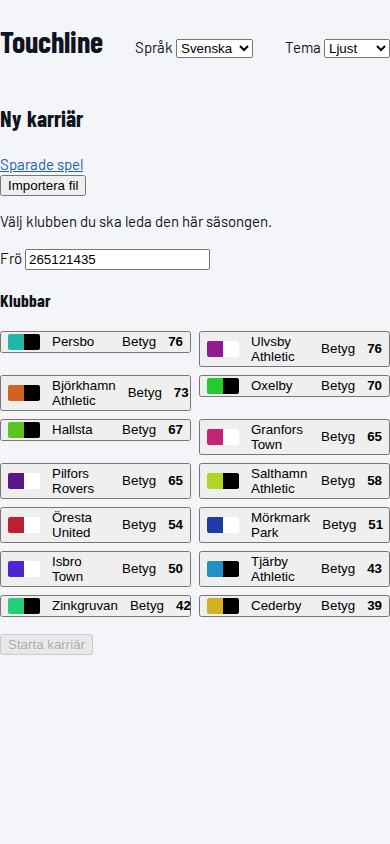 Touchline
Språk Svenska
Tema Ljust
Ny karriär
Sparade spel
Importera fil
Välj klubben du ska leda den här säsongen.
Frö 265121435
Klubbar
Persbo Betyg 76
Ulvsby Athletic Betyg 76
Björkhamn Athletic Betyg 73
Oxelby Betyg 70
Hallsta Betyg 67
Granfors Town Betyg 65
Pilfors Rovers Betyg 65
Salthamn Athletic Betyg 58
Öresta United Betyg 54
Mörkmark Park Betyg 51
Isbro Town Betyg 50
Tjärby Athletic Betyg 43
Zinkgruvan Betyg 42
Cederby Betyg 39
Starta karriär